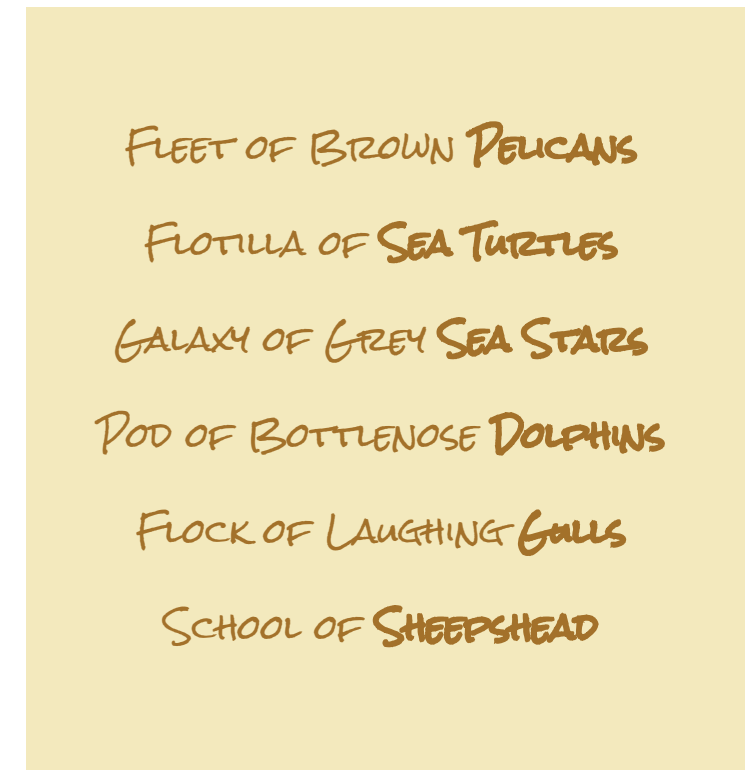 Fleet of Brown Pelicans
Flotilla of Sea Turtles
Galaxy of Grey Sea Stars
Pod of Bottlenose Dolphins
Flock of Laughing Gulls
School of Sheepshead